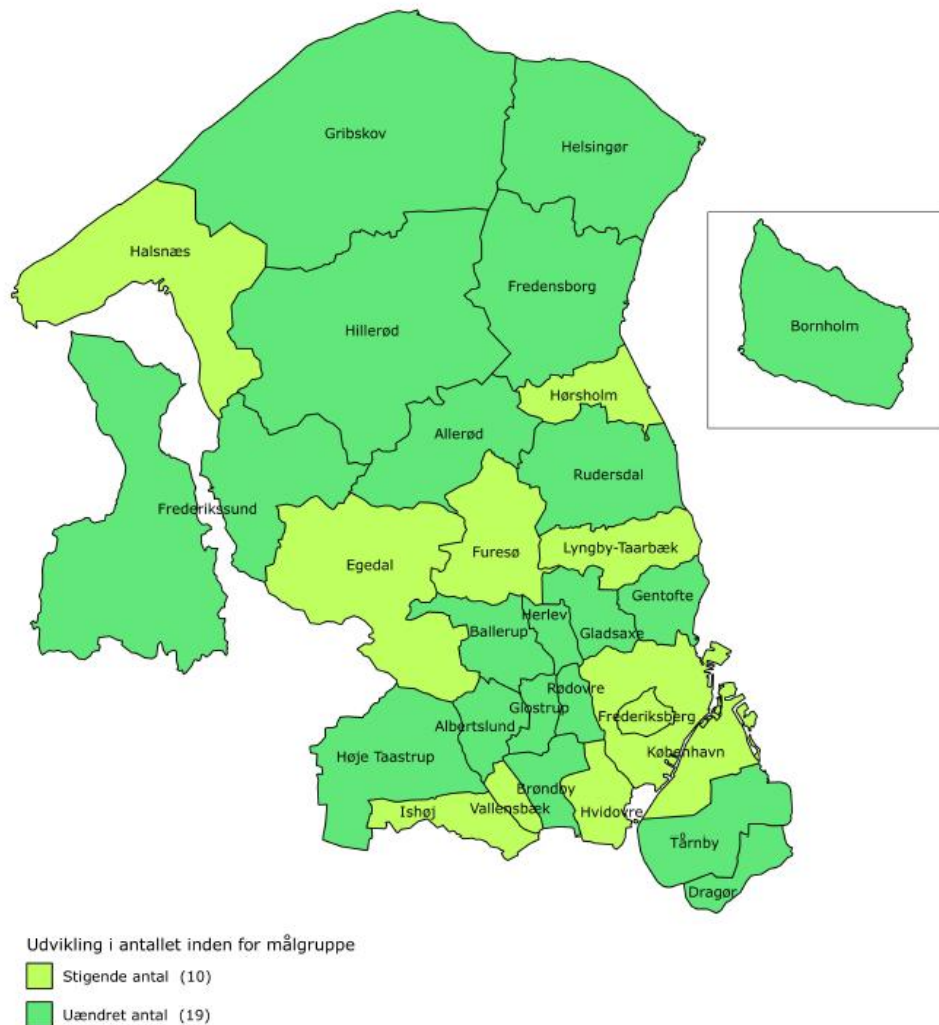 Gribskov
Helsingør
Halsnæs
Fredensborg
Hillerød
Bornholm
Hørsholm
Allerød
Rudersdal
Frederikssund
Egedal
Furesø
Lyngby-Taarbæk
Gentofte
Herlev
Ballerup
Gladsaxe
Rødovre
Glostrup
Frederiksberg
Albertslund
København
Høje Taastrup
Brøndby
Ishøj
Vallensbæk
Hvidovre
Tårnby
Dragør
Udvikling i antallet inden for målgruppe
Stigende antal (10)
Uændret antal (19)